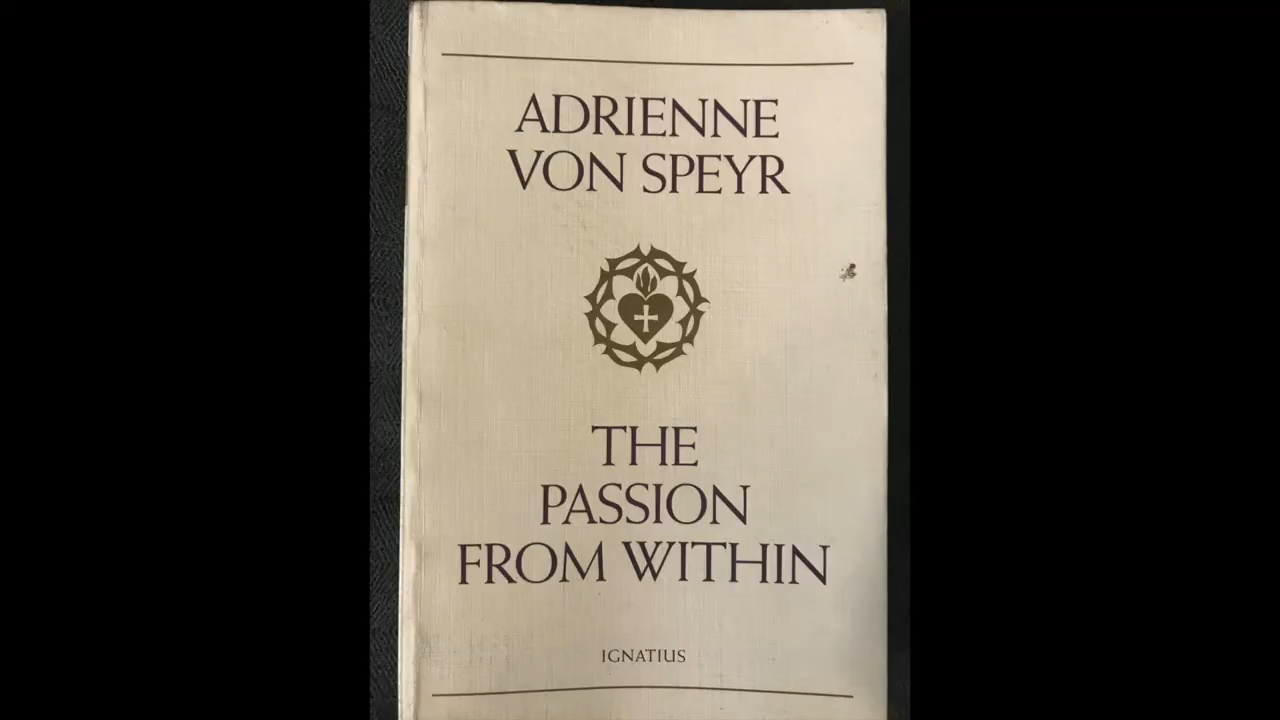 ADRIENNE
VON SPEYR
THE
PASSION
FROM WITHIN
IGNATIUS